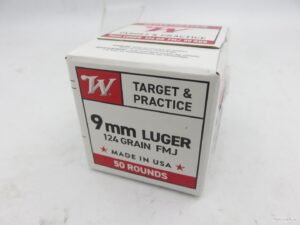 W
TARGET &
PRACTICE
9mm LUGER
124 GRAIN FMJ
★ MADE IN USA ★
50 ROUNDS